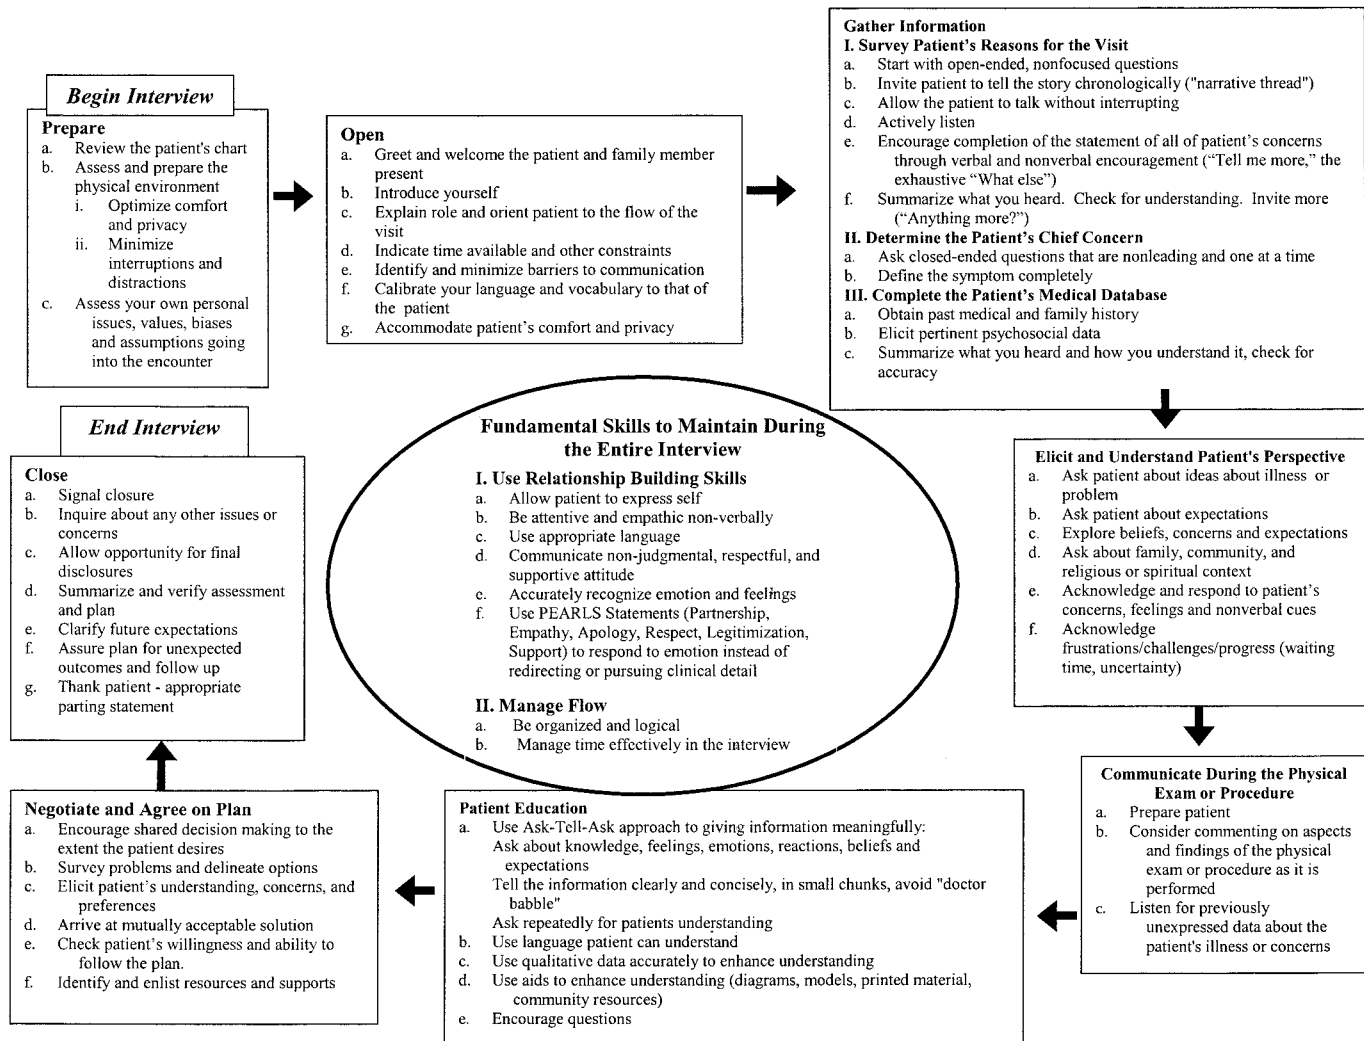 Begin Interview
Prepare
a. Review the patient's chart
b. Assess and prepare the
physical environment
i. Optimize comfort
and privacy
ii. Minimize
interruptions and
distractions
c. Assess your own personal
issues, values, biases
and assumptions going
into the encounter
Open
a. Greet and welcome the patient and family member
present
b. Introduce yourself
c. Explain role and orient patient to the flow of the
visit
d. Indicate time available and other constraints
e. Identify and minimize barriers to communication
f. Calibrate your language and vocabulary to that of
the patient
g. Accommodate patient's comfort and privacy
Gather Information
I. Survey Patient's Reasons for the Visit
a. Start with open-ended, nonfocused questions
b. Invite patient to tell the story chronologically ("narrative thread")
c. Allow the patient to talk without interrupting
d. Actively listen
e. Encourage completion of the statement of all of patient's concerns
through verbal and nonverbal encouragement ("Tell me more," the
exhaustive "What else")
f. Summarize what you heard. Check for understanding. Invite more
("Anything more?")
II. Determine the Patient's Chief Concern
a. Ask closed-ended questions that are nonleading and one at a time
b. Define the symptom completely
III. Complete the Patient's Medical Database
a. Obtain past medical and family history
b. Elicit pertinent psychosocial data
c. Summarize what you heard and how you understand it, check for
accuracy
Elicit and Understand Patient's Perspective
a. Ask patient about ideas about illness or
problem
b. Ask patient about expectations
c. Explore beliefs, concerns and expectations
d. Ask about family, community, and
religious or spiritual context
e. Acknowledge and respond to patient's
concerns, feelings and nonverbal cues
f. Acknowledge
frustrations/challenges/progress (waiting
time, uncertainty)
Communicate During the Physical
Exam or Procedure
a. Prepare patient
b. Consider commenting on aspects
and findings of the physical
exam or procedure as it is
performed
c. Listen for previously
unexpressed data about the
patient's illness or concerns
Patient Education
a. Use Ask-Tell-Ask approach to giving information meaningfully:
Ask about knowledge, feelings, emotions, reactions, beliefs and
expectations
Tell the information clearly and concisely, in small chunks, avoid "doctor
babble"
Ask repeatedly for patients understanding
b. Use language patient can understand
c. Use qualitative data accurately to enhance understanding
d. Use aids to enhance understanding (diagrams, models, printed material,
community resources)
e. Encourage questions
Negotiate and Agree on Plan
a. Encourage shared decision making to the
extent the patient desires
b. Survey problems and delineate options
c. Elicit patient's understanding, concerns, and
preferences
d. Arrive at mutually acceptable solution
e. Check patient's willingness and ability to
follow the plan.
f. Identify and enlist resources and supports
End Interview
Close
a. Signal closure
b. Inquire about any other issues or
concerns
c. Allow opportunity for final
disclosures
d. Summarize and verify assessment
and plan
e. Clarify future expectations
f. Assure plan for unexpected
outcomes and follow up
g. Thank patient - appropriate
parting statement
Fundamental Skills to Maintain During
the Entire Interview
I. Use Relationship Building Skills
a. Allow patient to express self
b. Be attentive and empathic non-verbally
c. Use appropriate language
d. Communicate non-judgmental, respectful, and
supportive attitude
e. Accurately recognize emotion and feelings
f. Use PEARLS Statements (Partnership,
Empathy, Apology, Respect, Legitimization,
Support) to respond to emotion instead of
redirecting or pursuing clinical detail
II. Manage Flow
a. Be organized and logical
b. Manage time effectively in the interview